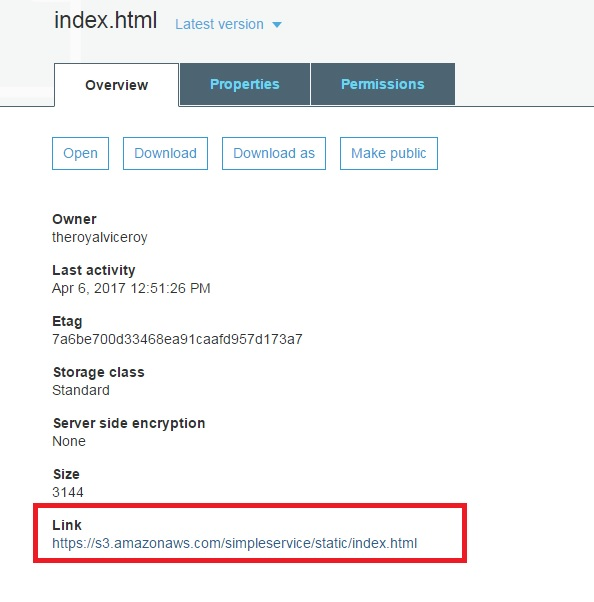 index.html Latest version
Overview Properties Permissions
Open Download Download as Make public
Owner
theroyalviceroy
Last activity
Apr 6, 2017 12:51:26 PM
Etag
7a6be700d33468ea91caafd957d173a7
Storage class
Standard
Server side encryption
None
Size
3144
Link
https://s3.amazonaws.com/simpleservice/static/index.html